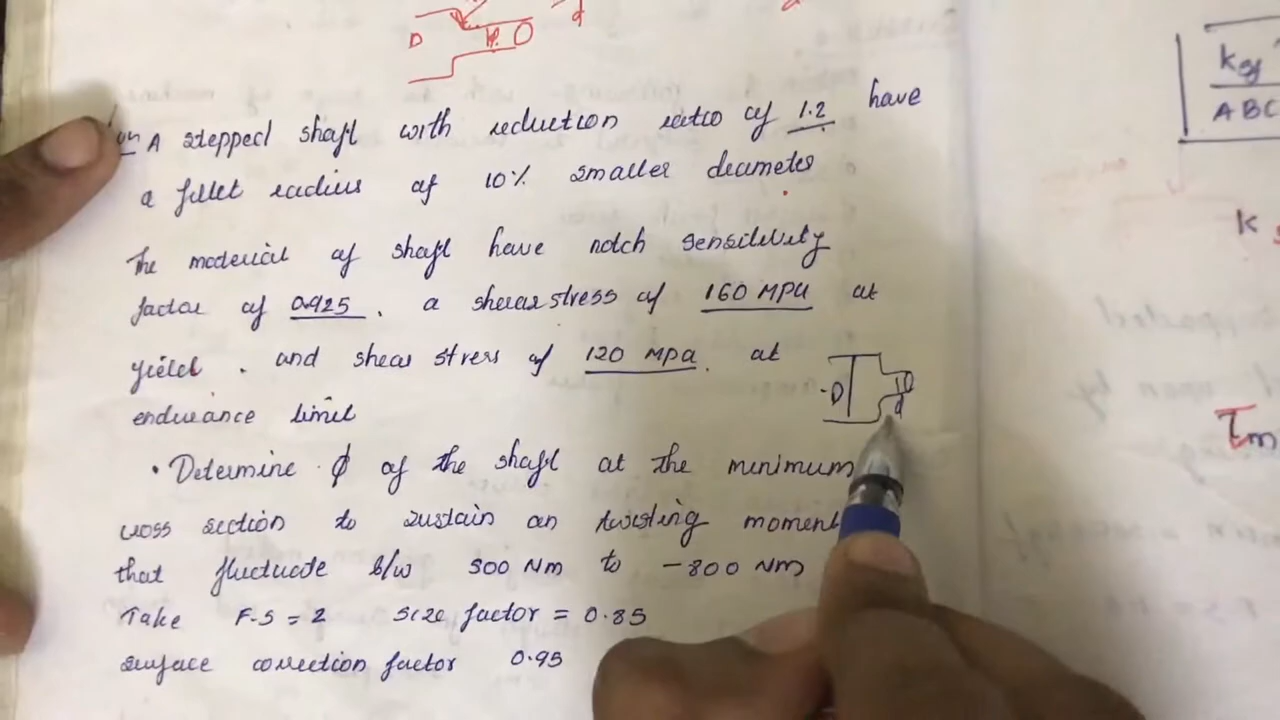 d
D
A stepped shaft with reduction ratio of 1.2 have
a fillet radius of 10% smaller diameter
The material of shaft have notch sensitivity
factor of 0.925. a shear stress of 160 MPa at
yield. and shear stress of 120 MPa. at
endurance limit
D
d
• Determine ϕ of the shaft at the minimum
cross section to sustain an twisting moment
that fluctuate b/w 800 Nm to -800 Nm
Take F.S = 2 Size factor = 0.85
surface correction factor 0.95
ABC
k
τm